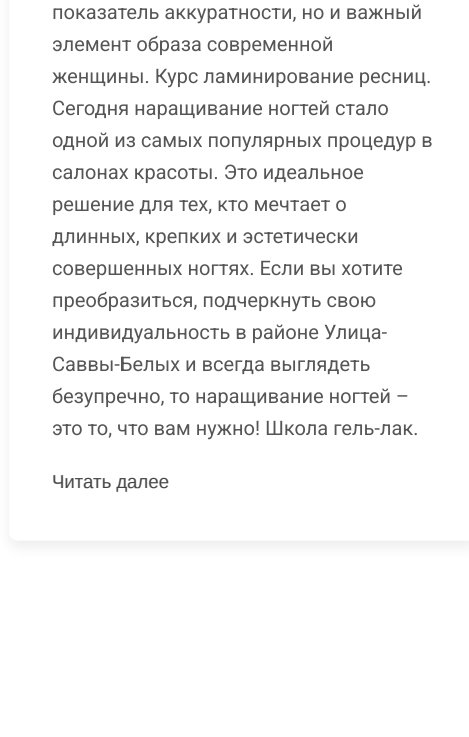 показатель аккуратности, но и важный
элемент образа современной
женщины. Курс ламинирование ресниц.
Сегодня наращивание ногтей стало
одной из самых популярных процедур в
салонах красоты. Это идеальное
решение для тех, кто мечтает о
длинных, крепких и эстетически
совершенных ногтях. Если вы хотите
преобразиться, подчеркнуть свою
индивидуальность в районе Улица-
Саввы-Белых и всегда выглядеть
безупречно, то наращивание ногтей –
это то, что вам нужно! Школа гель-лак.
Читать далее